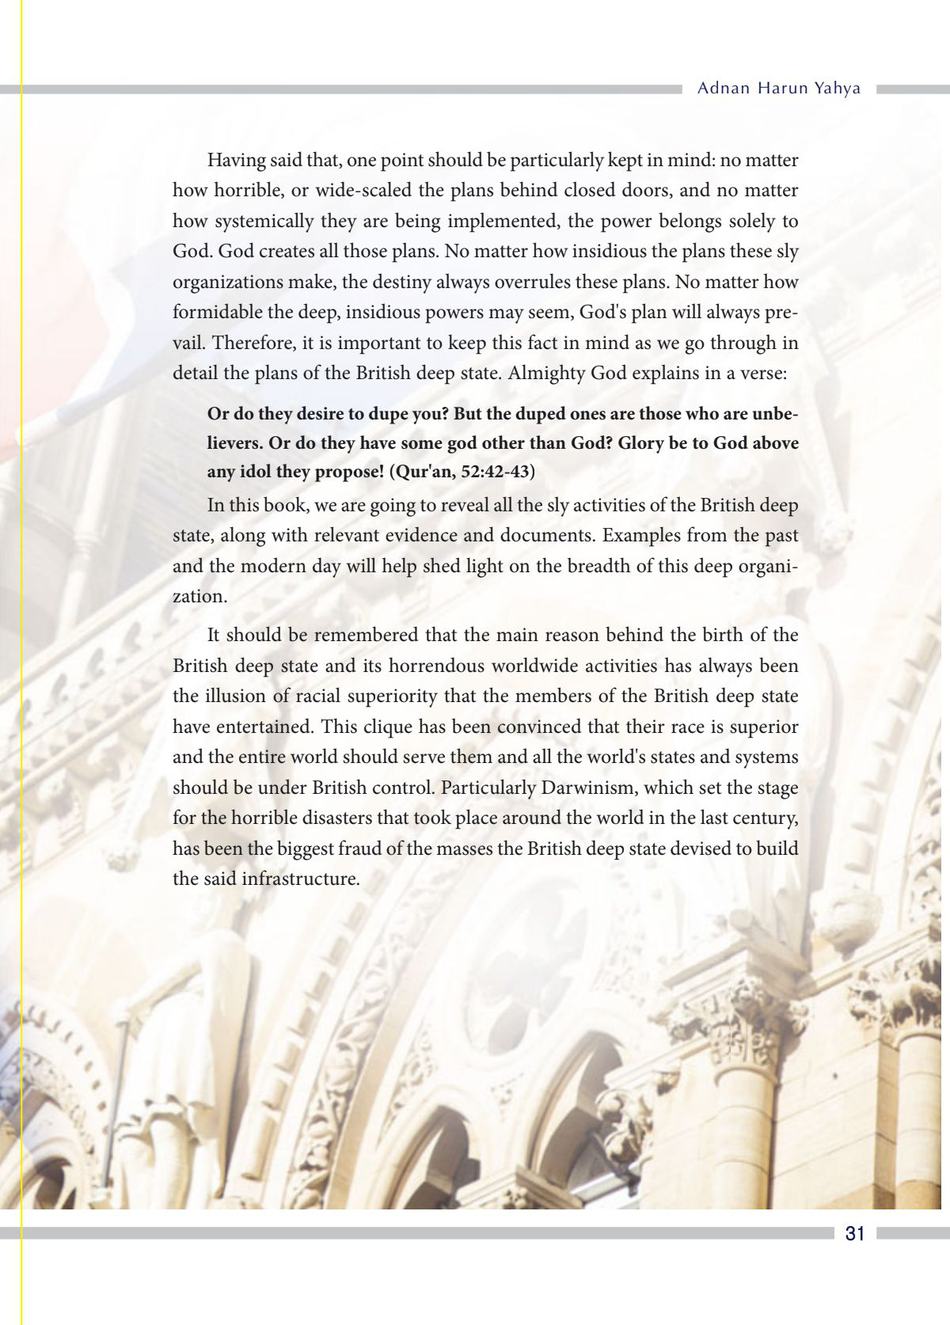 Adnan Harun Yahya
Having said that, one point should be particularly kept in mind: no matter
how horrible, or wide-scaled the plans behind closed doors, and no matter
how systemically they are being implemented, the power belongs solely to
God. God creates all those plans. No matter how insidious the plans these sly
organizations make, the destiny always overrules these plans. No matter how
formidable the deep, insidious powers may seem, God's plan will always pre-
vail. Therefore, it is important to keep this fact in mind as we go through in
detail the plans of the British deep state. Almighty God explains in a verse:
Or do they desire to dupe you? But the duped ones are those who are unbe-
lievers. Or do they have some god other than God? Glory be to God above
any idol they propose! (Qur'an, 52:42-43)
In this book, we are going to reveal all the sly activities of the British deep
state, along with relevant evidence and documents. Examples from the past
and the modern day will help shed light on the breadth of this deep organi-
zation.
It should be remembered that the main reason behind the birth of the
British deep state and its horrendous worldwide activities has always been
the illusion of racial superiority that the members of the British deep state
have entertained. This clique has been convinced that their race is superior
and the entire world should serve them and all the world's states and systems
should be under British control. Particularly Darwinism, which set the stage
for the horrible disasters that took place around the world in the last century,
has been the biggest fraud of the masses the British deep state devised to build
the said infrastructure.
31